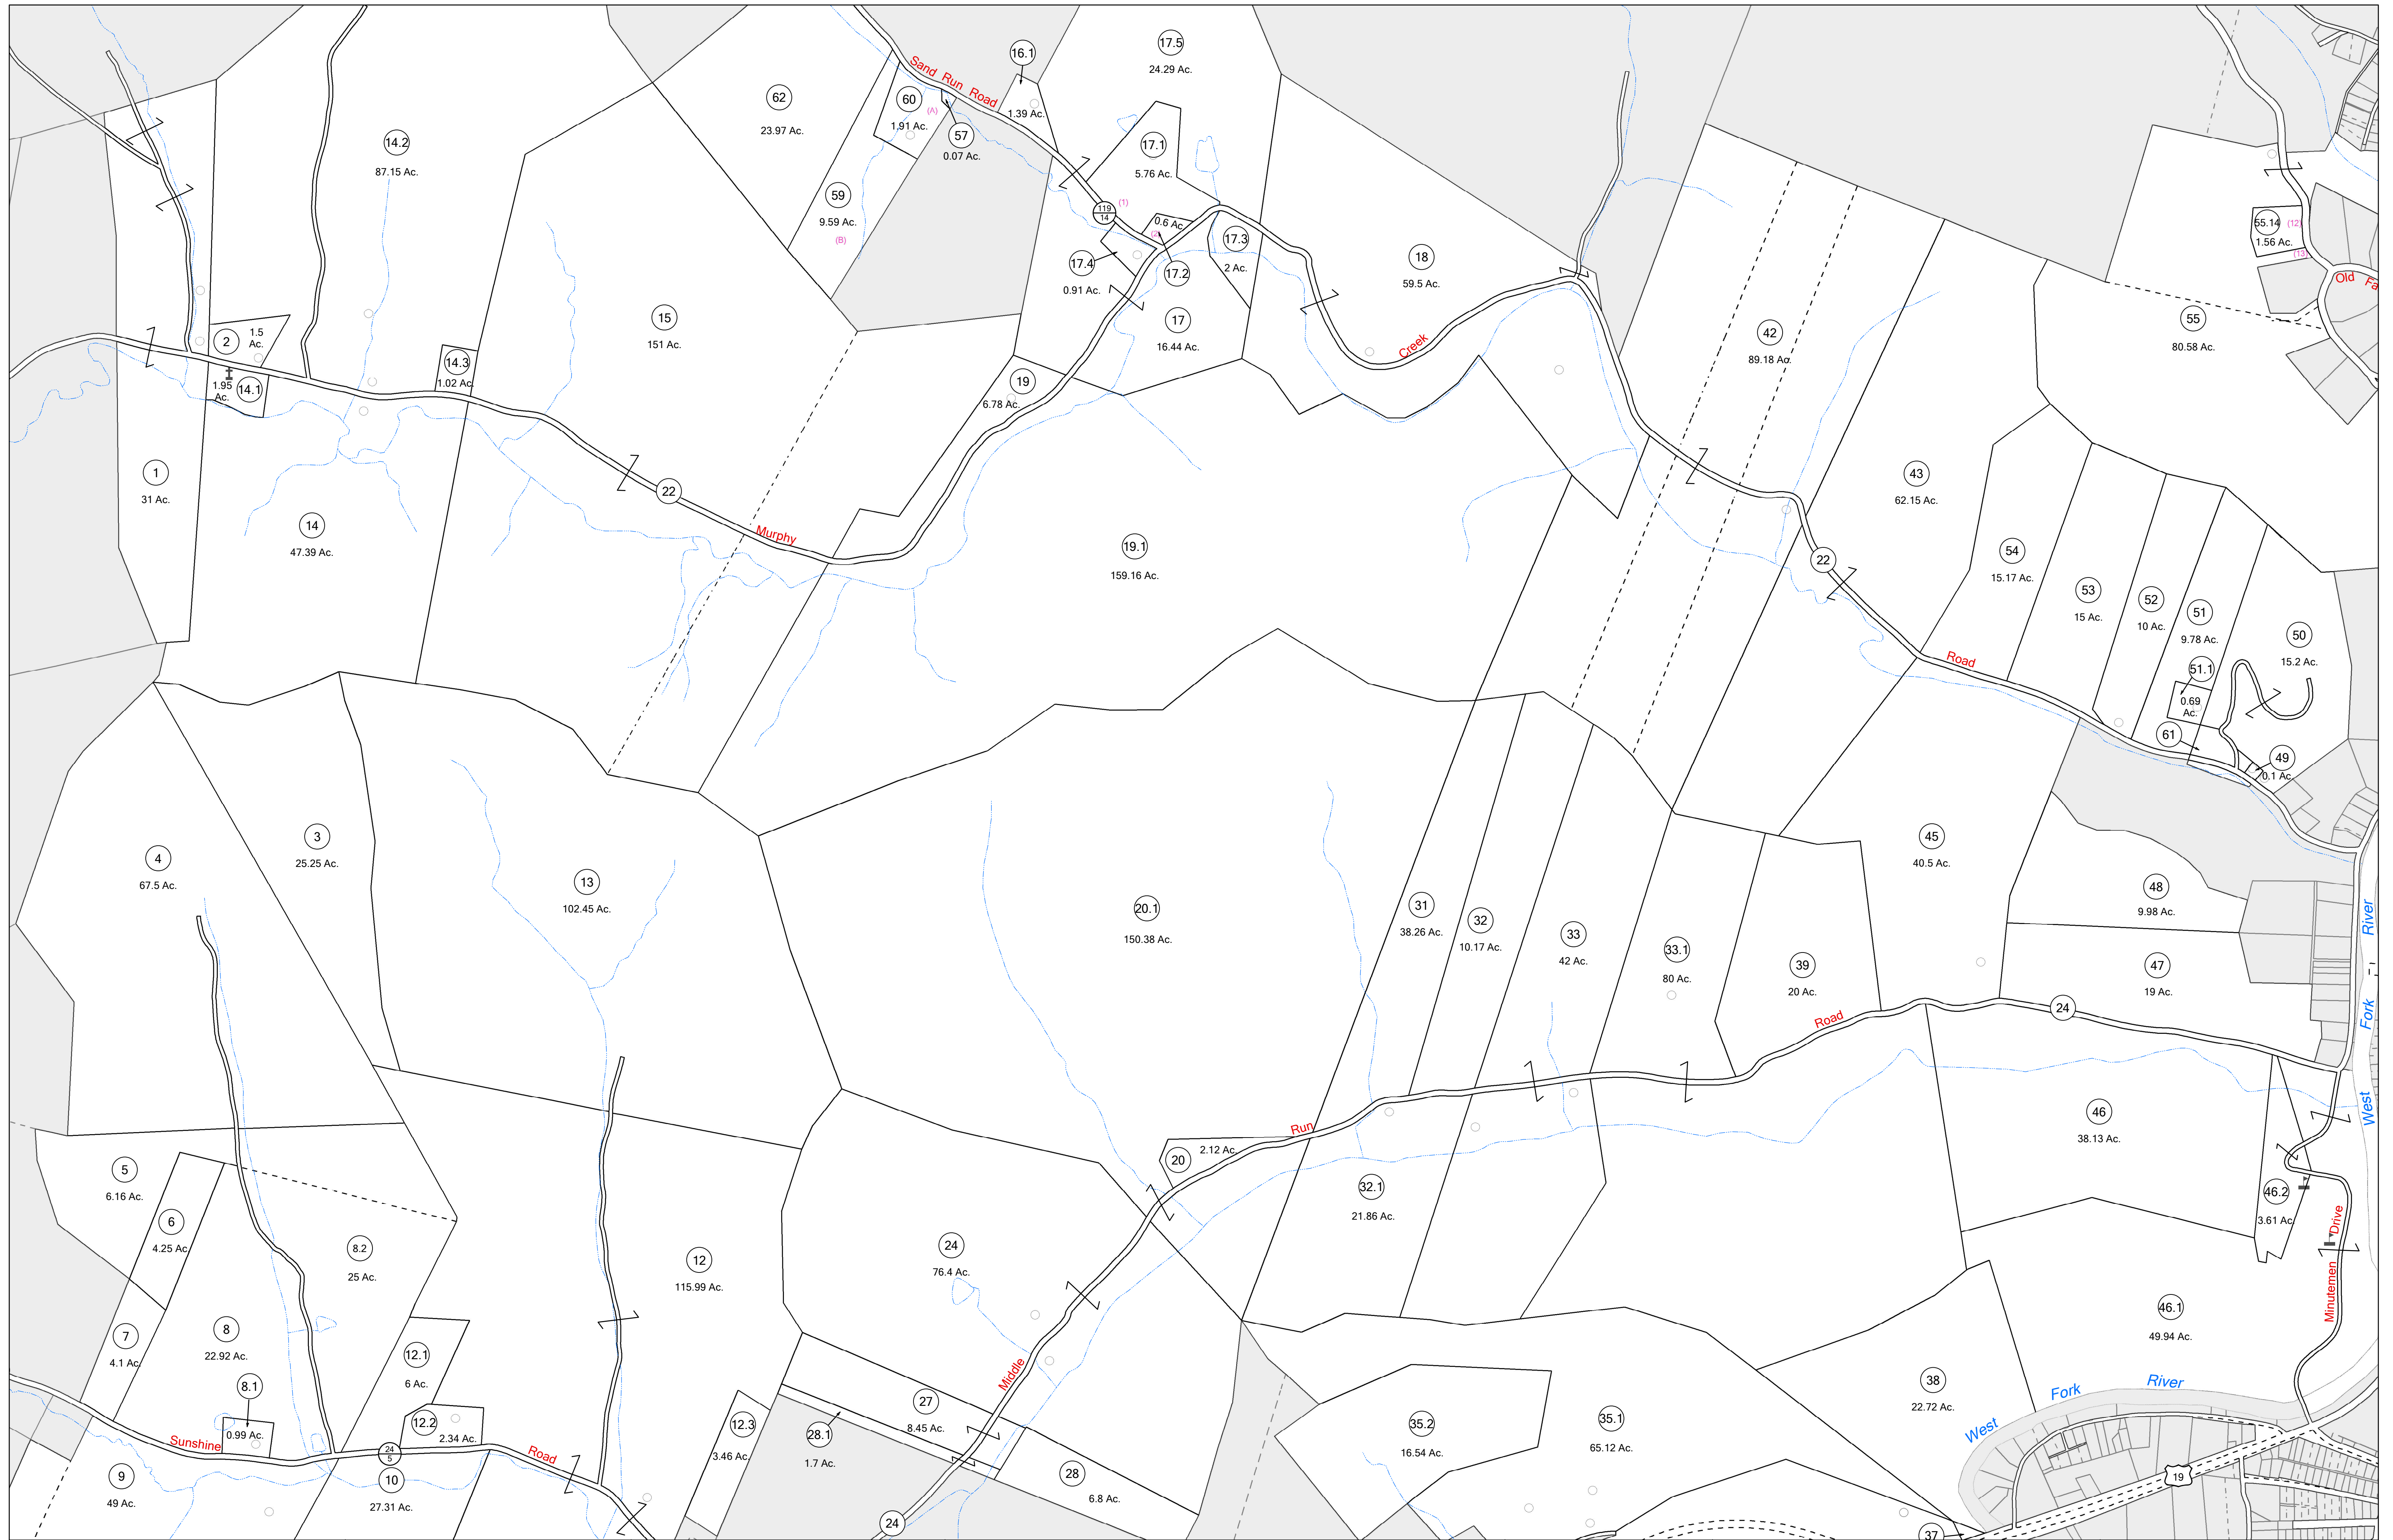 17.5
24.29 Ac.
16.1
1.39 Ac.
Sand Run Road
62
23.97 Ac.
60
(A)
1.91 Ac.
57
0.07 Ac.
14.2
87.15 Ac.
17.1
5.76 Ac.
59
9.59 Ac.
(B)
119
14
(1)
0.6 Ac.
(2)
17.3
2 Ac.
17.4
0.91 Ac.
17.2
55.14
(12)
1.56 Ac.
(13)
Old Fa
18
59.5 Ac.
15
151 Ac.
17
16.44 Ac.
42
89.18 Ac.
55
80.58 Ac.
2
1.5
Ac.
Creek
14.3
1.02 Ac.
1.95
Ac.
14.1
19
6.78 Ac.
1
31 Ac.
43
62.15 Ac.
22
14
47.39 Ac.
Murphy
19.1
159.16 Ac.
22
54
15.17 Ac.
53
15 Ac.
52
10 Ac.
51
9.78 Ac.
50
15.2 Ac.
Road
51.1
0.69
Ac.
61
49
0.1 Ac.
3
25.25 Ac.
4
67.5 Ac.
13
102.45 Ac.
20.1
150.38 Ac.
31
38.26 Ac.
32
10.17 Ac.
33
42 Ac.
33.1
80 Ac.
39
20 Ac.
45
40.5 Ac.
48
9.98 Ac.
47
19 Ac.
West Fork River
24
Road
Run
46
38.13 Ac.
20
2.12 Ac.
5
6.16 Ac.
6
4.25 Ac.
32.1
21.86 Ac.
46.2
3.61 Ac.
8.2
25 Ac.
12
115.99 Ac.
24
76.4 Ac.
Minutemen Drive
7
4.1 Ac.
8
22.92 Ac.
46.1
49.94 Ac.
12.1
6 Ac.
Middle
8.1
0.99 Ac.
38
22.72 Ac.
West Fork River
27
8.45 Ac.
12.2
2.34 Ac.
12.3
3.46 Ac.
28.1
1.7 Ac.
35.2
16.54 Ac.
35.1
65.12 Ac.
Sunshine
24
5
Road
9
49 Ac.
10
27.31 Ac.
28
6.8 Ac.
19
24
37